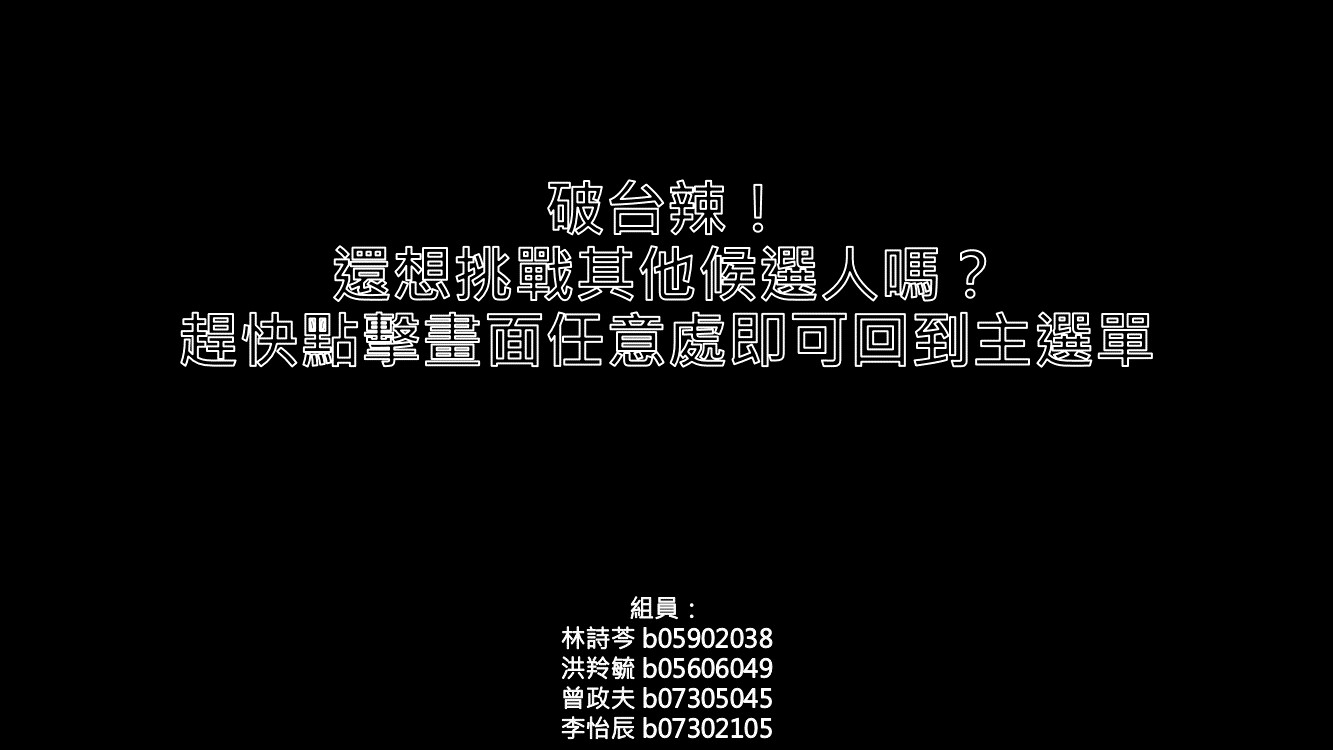 破台辣！
還想挑戰其他候選人嗎？
趕快點擊畫面任意處即可回到主選單
組員：
林詩芩 b05902038
洪羚毓 b05606049
曾政夫 b07305045
李怡辰 b07302105